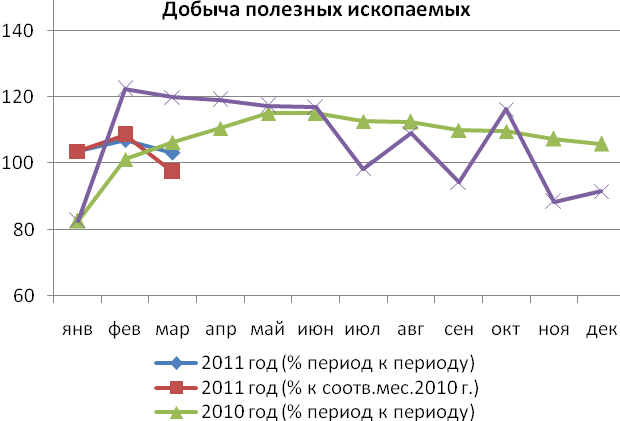 Добыча полезных ископаемых
140
120
100
80
60
янв фев мар апр май июн июл авг сен окт ноя дек
2011 год (% период к периоду)
2011 год (% к соотв.мес.2010 г.)
2010 год (% период к периоду)